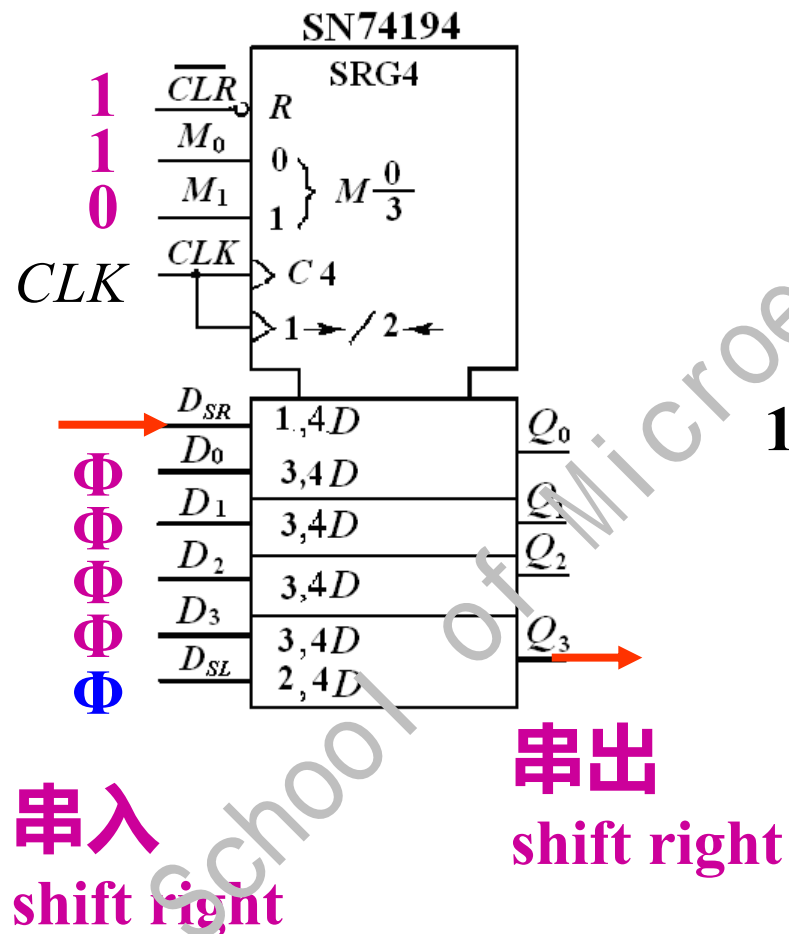 SN74194
SRG4
1 CLR R
1 M0 0
0 M1 1 M 0/3
CLK CLK C4
1→/2←
DSR 1,4D Q0 1
Φ D0 3,4D
Φ D1 3,4D
Φ D2 3,4D Q2
Φ D3 3,4D Q3
Φ DSL 2,4D
串出
shift right
串入
shift right
School of Microe